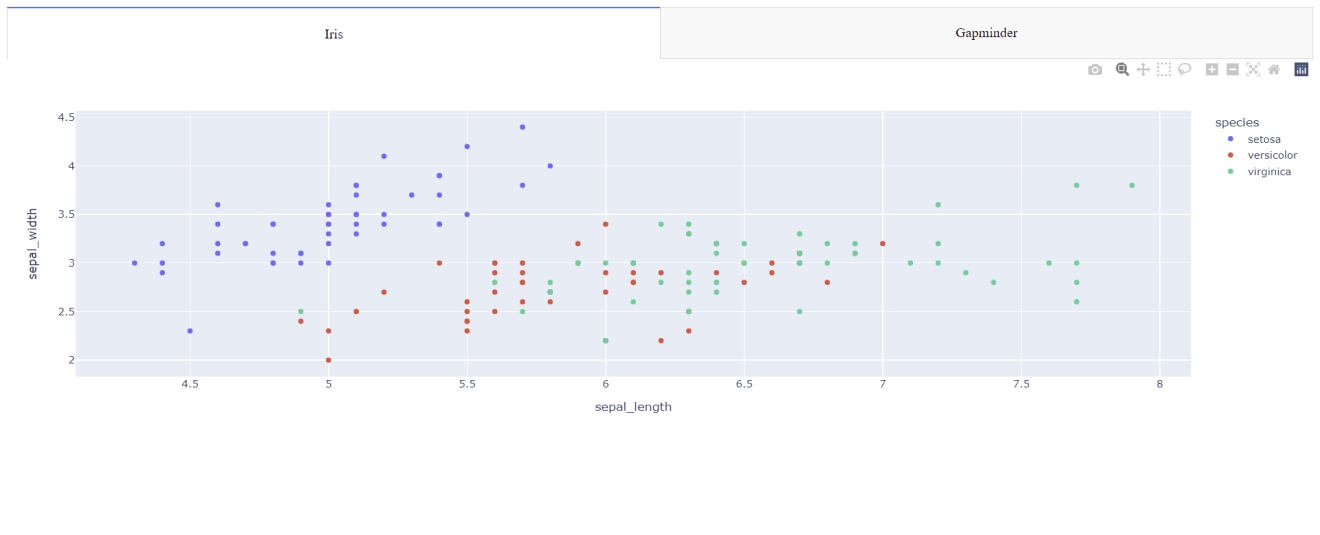 Iris
Gapminder
4.5
4
3.5
3
2.5
2
sepal_width
species
setosa
versicolor
virginica
4.5 5 5.5 6 6.5 7 7.5 8
sepal_length